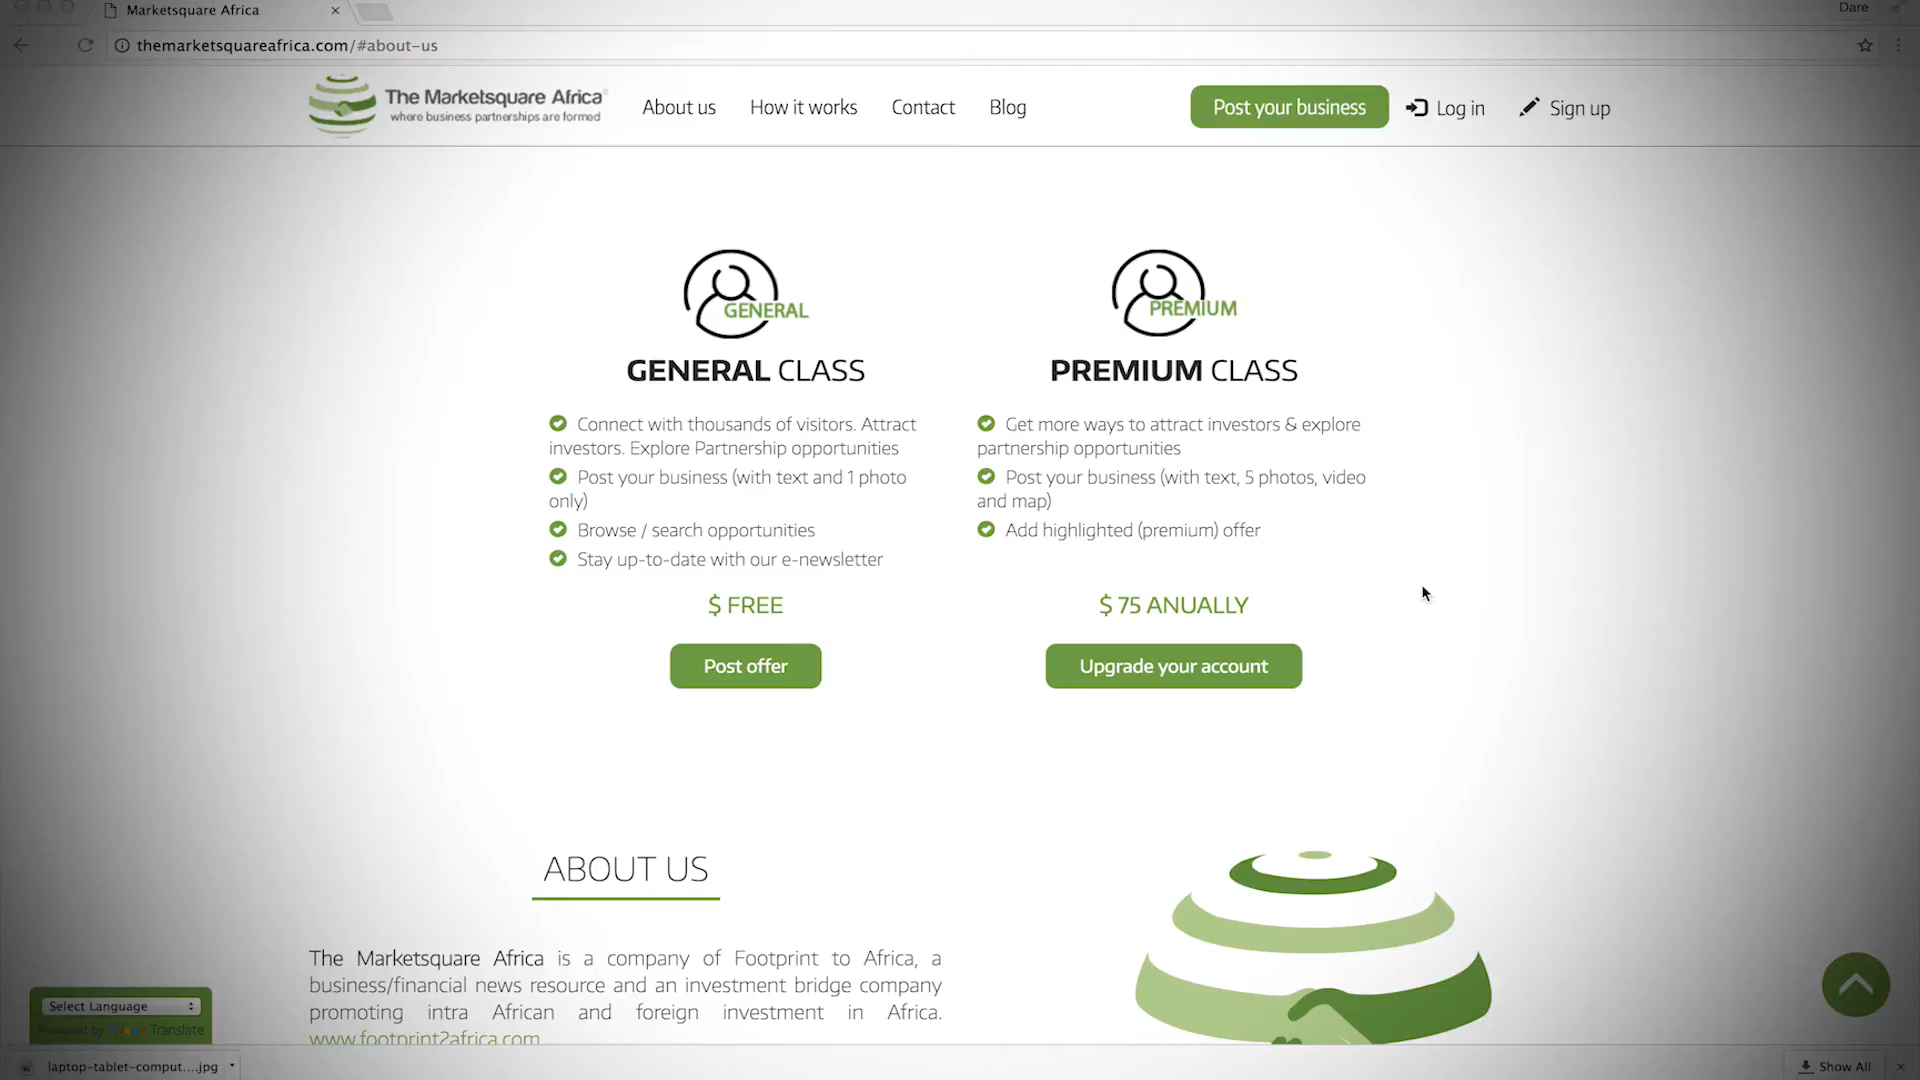 Marketsquare Africa
Dare
themarketsquareafrica.com/#about-us
The Marketsquare Africa
where business partnerships are formed
About us
How it works
Contact
Blog
Post your business
Log in
Sign up
GENERAL
GENERAL CLASS
Connect with thousands of visitors. Attract
investors. Explore Partnership opportunities
Post your business (with text and 1 photo
only)
Browse / search opportunities
Stay up-to-date with our e-newsletter
$ FREE
Post offer
PREMIUM
PREMIUM CLASS
Get more ways to attract investors & explore
partnership opportunities
Post your business (with text, 5 photos, video
and map)
Add highlighted (premium) offer
$ 75 ANUALLY
Upgrade your account
ABOUT US
The Marketsquare Africa is a company of Footprint to Africa, a
business/financial news resource and an investment bridge company
promoting intra African and foreign investment in Africa.
www.footprint2africa.com
Select Language
Powered by Google Translate
laptop-tablet-comput....jpg
Show All